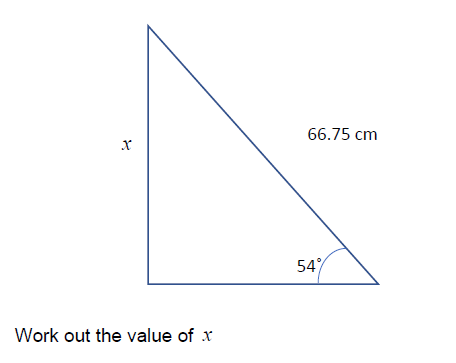 x
66.75 cm
54°
Work out the value of x